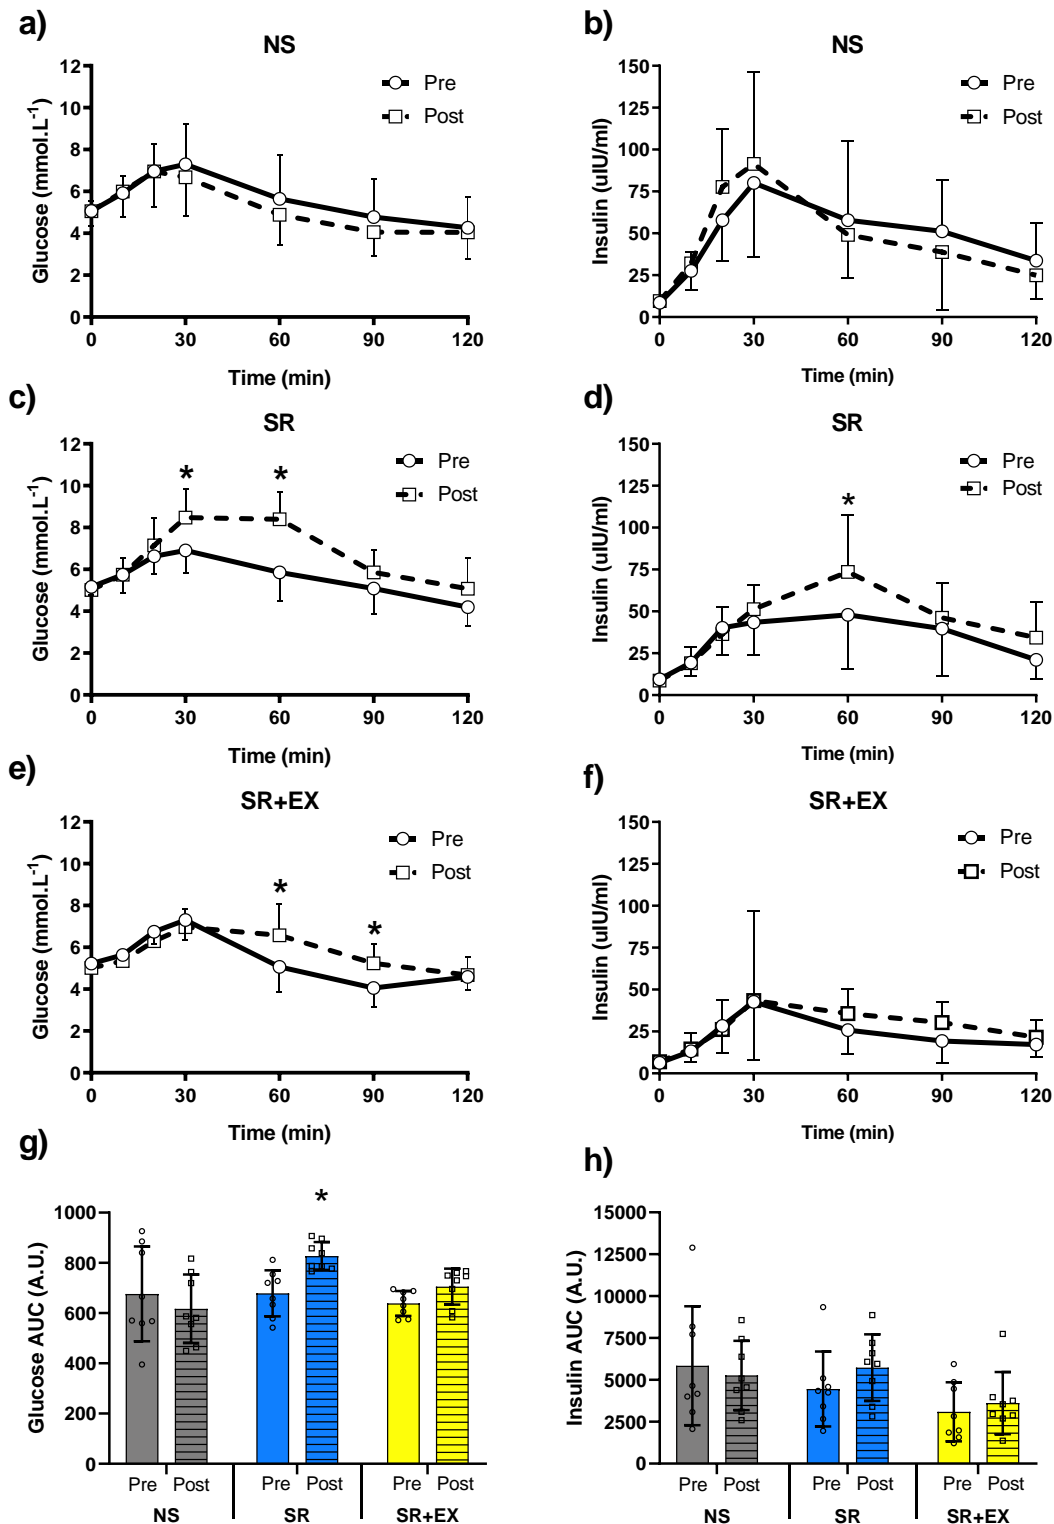 a)
NS
Glucose (mmol.L-1)
12
10
8
6
4
2
0
0 30 60 90 120
Time (min)
Pre
Post
b)
NS
Insulin (uIU/ml)
150
125
100
75
50
25
0
0 30 60 90 120
Time (min)
Pre
Post
c)
SR
Glucose (mmol.L-1)
12
10
8
6
4
2
0
0 30 60 90 120
Time (min)
Pre
Post
* *
d)
SR
Insulin (uIU/ml)
150
125
100
75
50
25
0
0 30 60 90 120
Time (min)
Pre
Post
*
e)
SR+EX
Glucose (mmol.L-1)
12
10
8
6
4
2
0
0 30 60 90 120
Time (min)
Pre
Post
* *
f)
SR+EX
Insulin (uIU/ml)
150
125
100
75
50
25
0
0 30 60 90 120
Time (min)
Pre
Post
g)
Glucose AUC (A.U.)
1000
800
600
400
200
0
*
Pre Post Pre Post Pre Post
NS SR SR+EX
h)
Insulin AUC (A.U.)
15000
12500
10000
7500
5000
2500
0
Pre Post Pre Post Pre Post
NS SR SR+EX